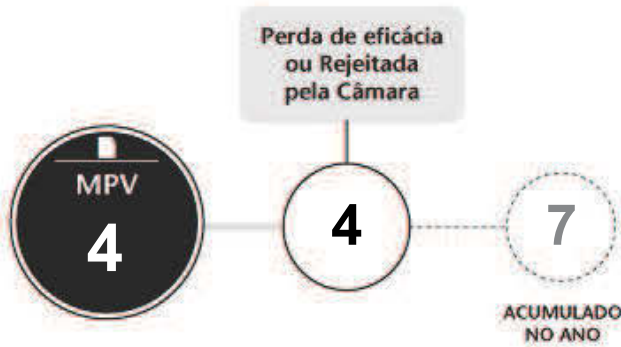 Perda de eficácia
ou Rejeitada
pela Câmara
MPV
4
4
7
ACUMULADO
NO ANO